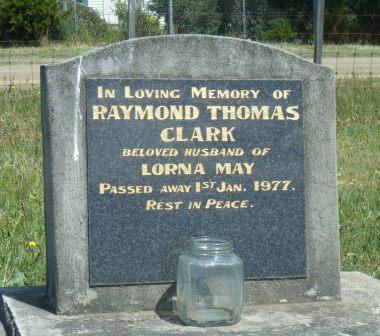 In Loving Memory of
RAYMOND THOMAS
CLARK
BELOVED HUSBAND OF
LORNA MAY
Passed away 1st Jan. 1977.
Rest in Peace.